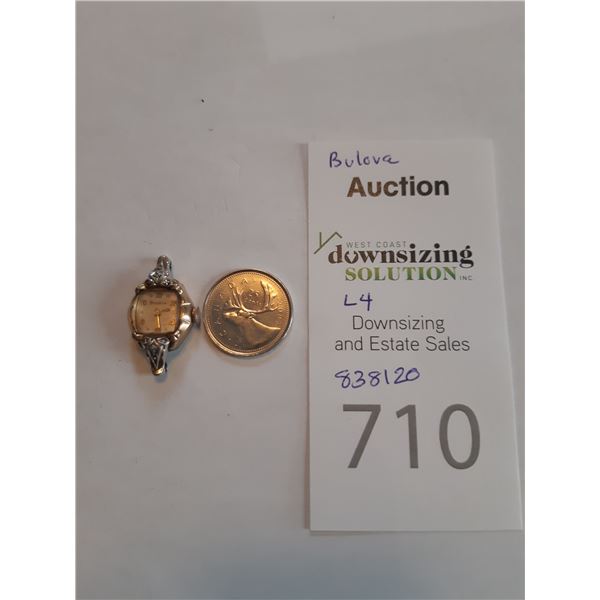 Bulova
Auction
WEST COAST
downsizing
SOLUTION INC.
L4
Downsizing
and Estate Sales
838120
710